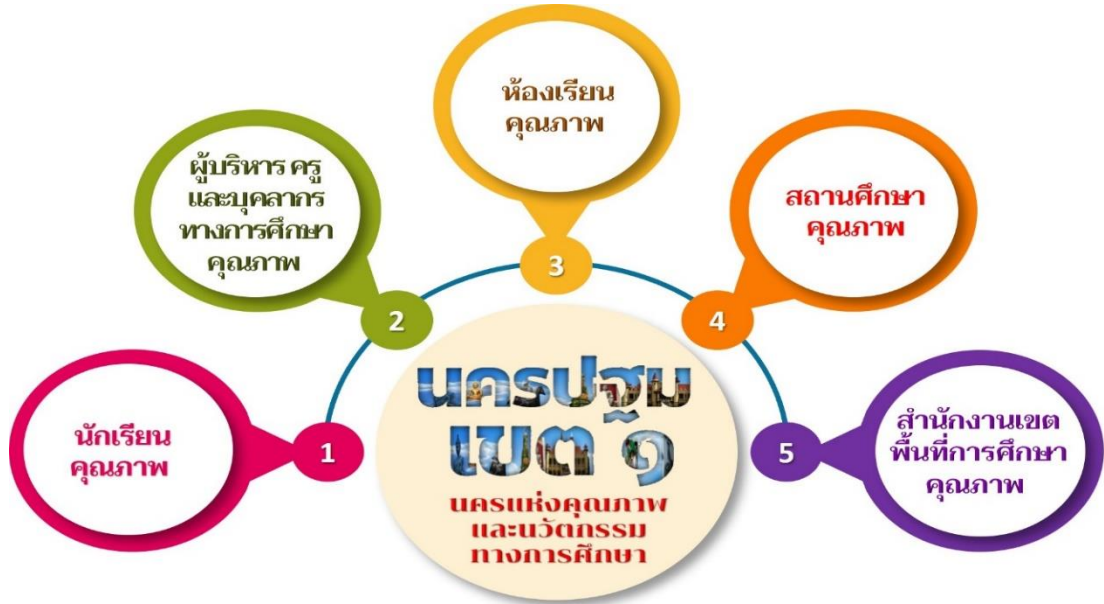 นักเรียน
คุณภาพ
1
ผู้บริหาร ครู
และบุคลากร
ทางการศึกษา
คุณภาพ
2
ห้องเรียน
คุณภาพ
3
สถานศึกษา
คุณภาพ
4
สำนักงานเขต
พื้นที่การศึกษา
คุณภาพ
5
นครปฐม
เขต ๑
นครแห่งคุณภาพ
และนวัตกรรม
ทางการศึกษา